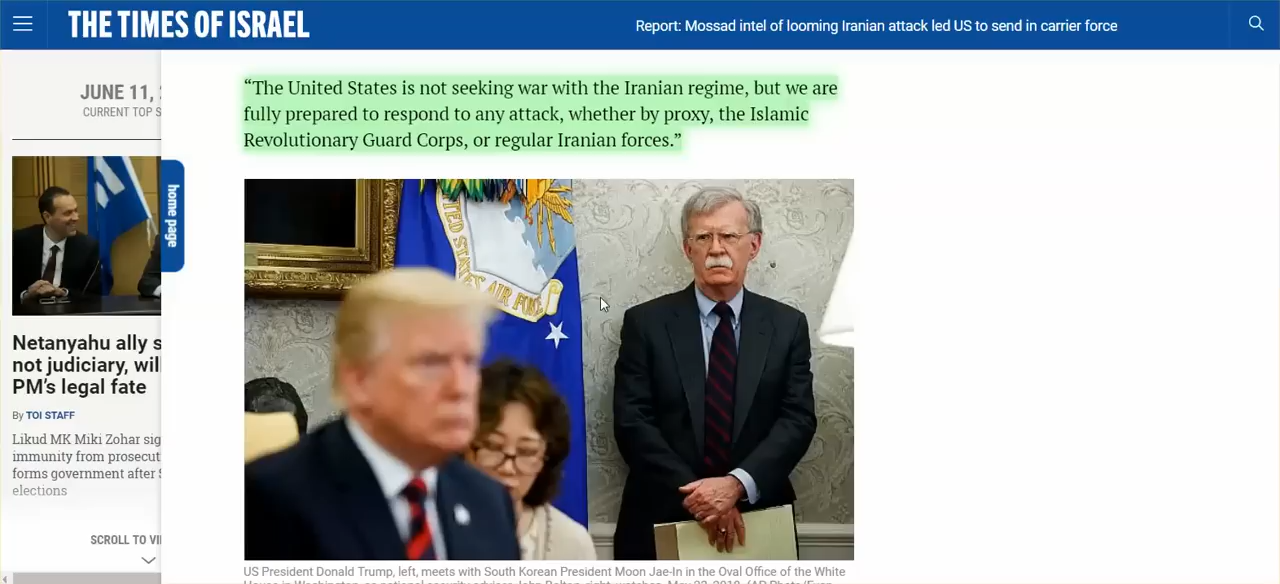 THE TIMES OF ISRAEL
Report: Mossad intel of looming Iranian attack led US to send in carrier force
JUNE 11,
CURRENT TOP S
home page
Netanyahu ally s
not judiciary, wil
PM's legal fate
By TOI STAFF
Likud MK Miki Zohar sig
immunity from prosecut
forms government after S
elections
SCROLL TO VI
“The United States is not seeking war with the Iranian regime, but we are
fully prepared to respond to any attack, whether by proxy, the Islamic
Revolutionary Guard Corps, or regular Iranian forces.”
STATES AIR FORCE
US President Donald Trump, left, meets with South Korean President Moon Jae-In in the Oval Office of the White